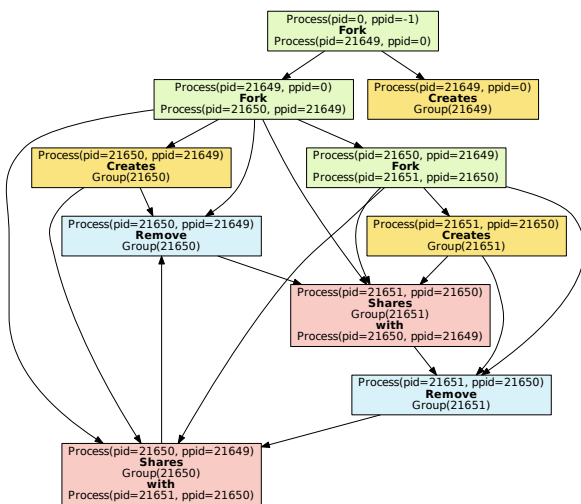 Process(pid=0, ppid=-1)
Fork
Process(pid=21649, ppid=0)
Process(pid=21649, ppid=0)
Fork
Process(pid=21650, ppid=21649)
Process(pid=21649, ppid=0)
Creates
Group(21649)
Process(pid=21650, ppid=21649)
Creates
Group(21650)
Process(pid=21650, ppid=21649)
Fork
Process(pid=21651, ppid=21650)
Process(pid=21650, ppid=21649)
Remove
Group(21650)
Process(pid=21651, ppid=21650)
Creates
Group(21651)
Process(pid=21651, ppid=21650)
Shares
Group(21651)
with
Process(pid=21650, ppid=21649)
Process(pid=21651, ppid=21650)
Remove
Group(21651)
Process(pid=21650, ppid=21649)
Shares
Group(21650)
with
Process(pid=21651, ppid=21650)